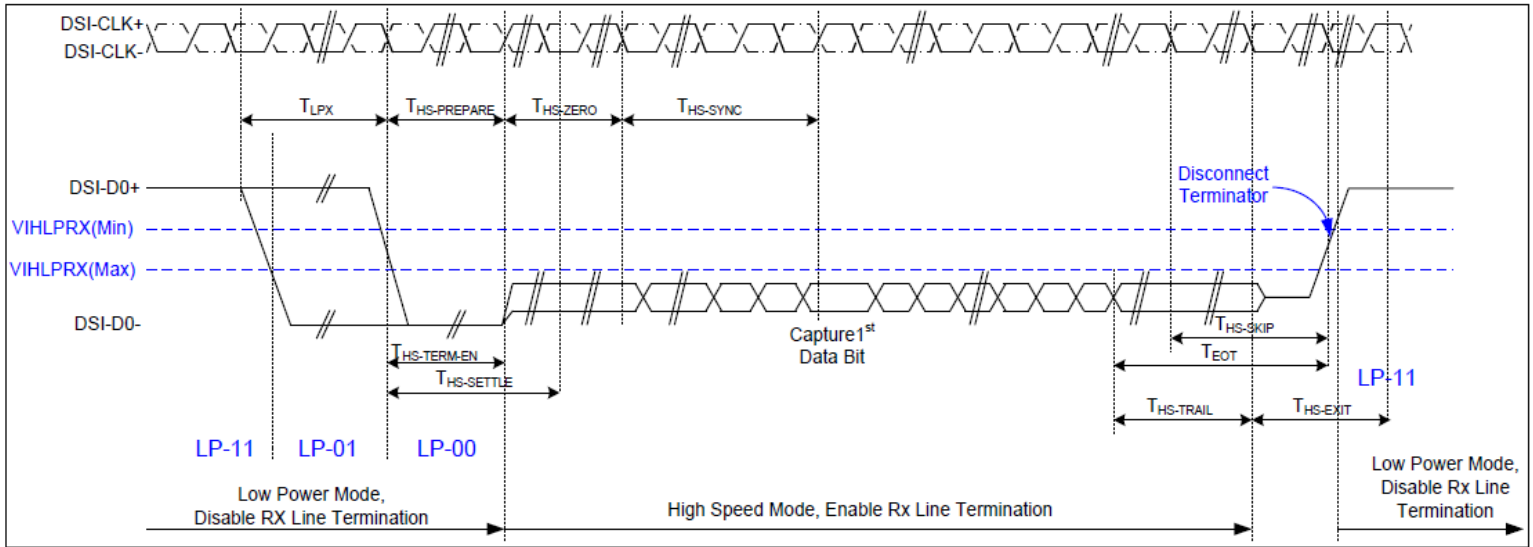 DSI-CLK+
DSI-CLK-
TLPX
THS-PREPARE
THS-ZERO
THS-SYNC
DSI-D0+
Disconnect
Terminator
VIHLPRX(Min)
VIHLPRX(Max)
DSI-D0-
Capture1st
Data Bit
THS-SKIP
THS-TERM-EN
TEOT
THS-SETTLE
LP-11
THS-TRAIL
THS-EXIT
LP-11
LP-01
LP-00
Low Power Mode,
Disable RX Line Termination
High Speed Mode, Enable Rx Line Termination
Low Power Mode,
Disable Rx Line
Termination